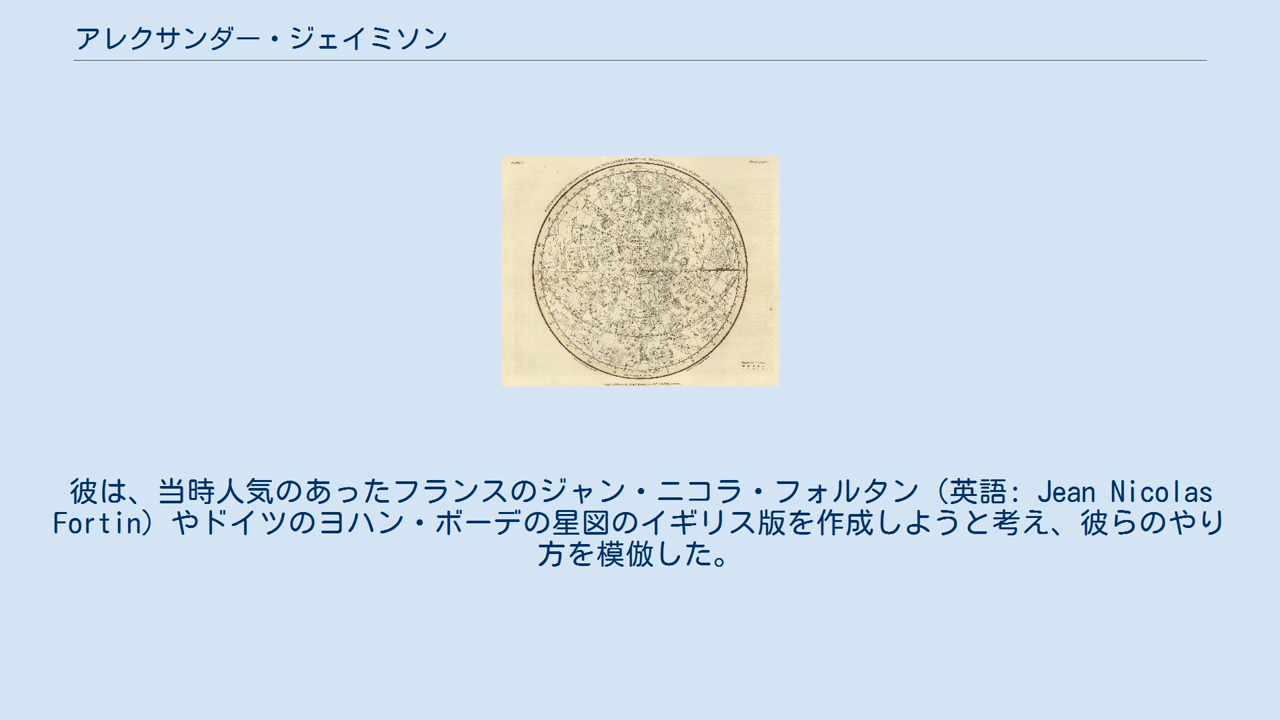 アレクサンダー・ジェイミソン
彼は、当時人気のあったフランスのジャン・ニコラ・フォルタン（英語: Jean Nicolas
Fortin）やドイツのヨハン・ボーデの星図のイギリス版を作成しようと考え、彼らのやり
方を模倣した。